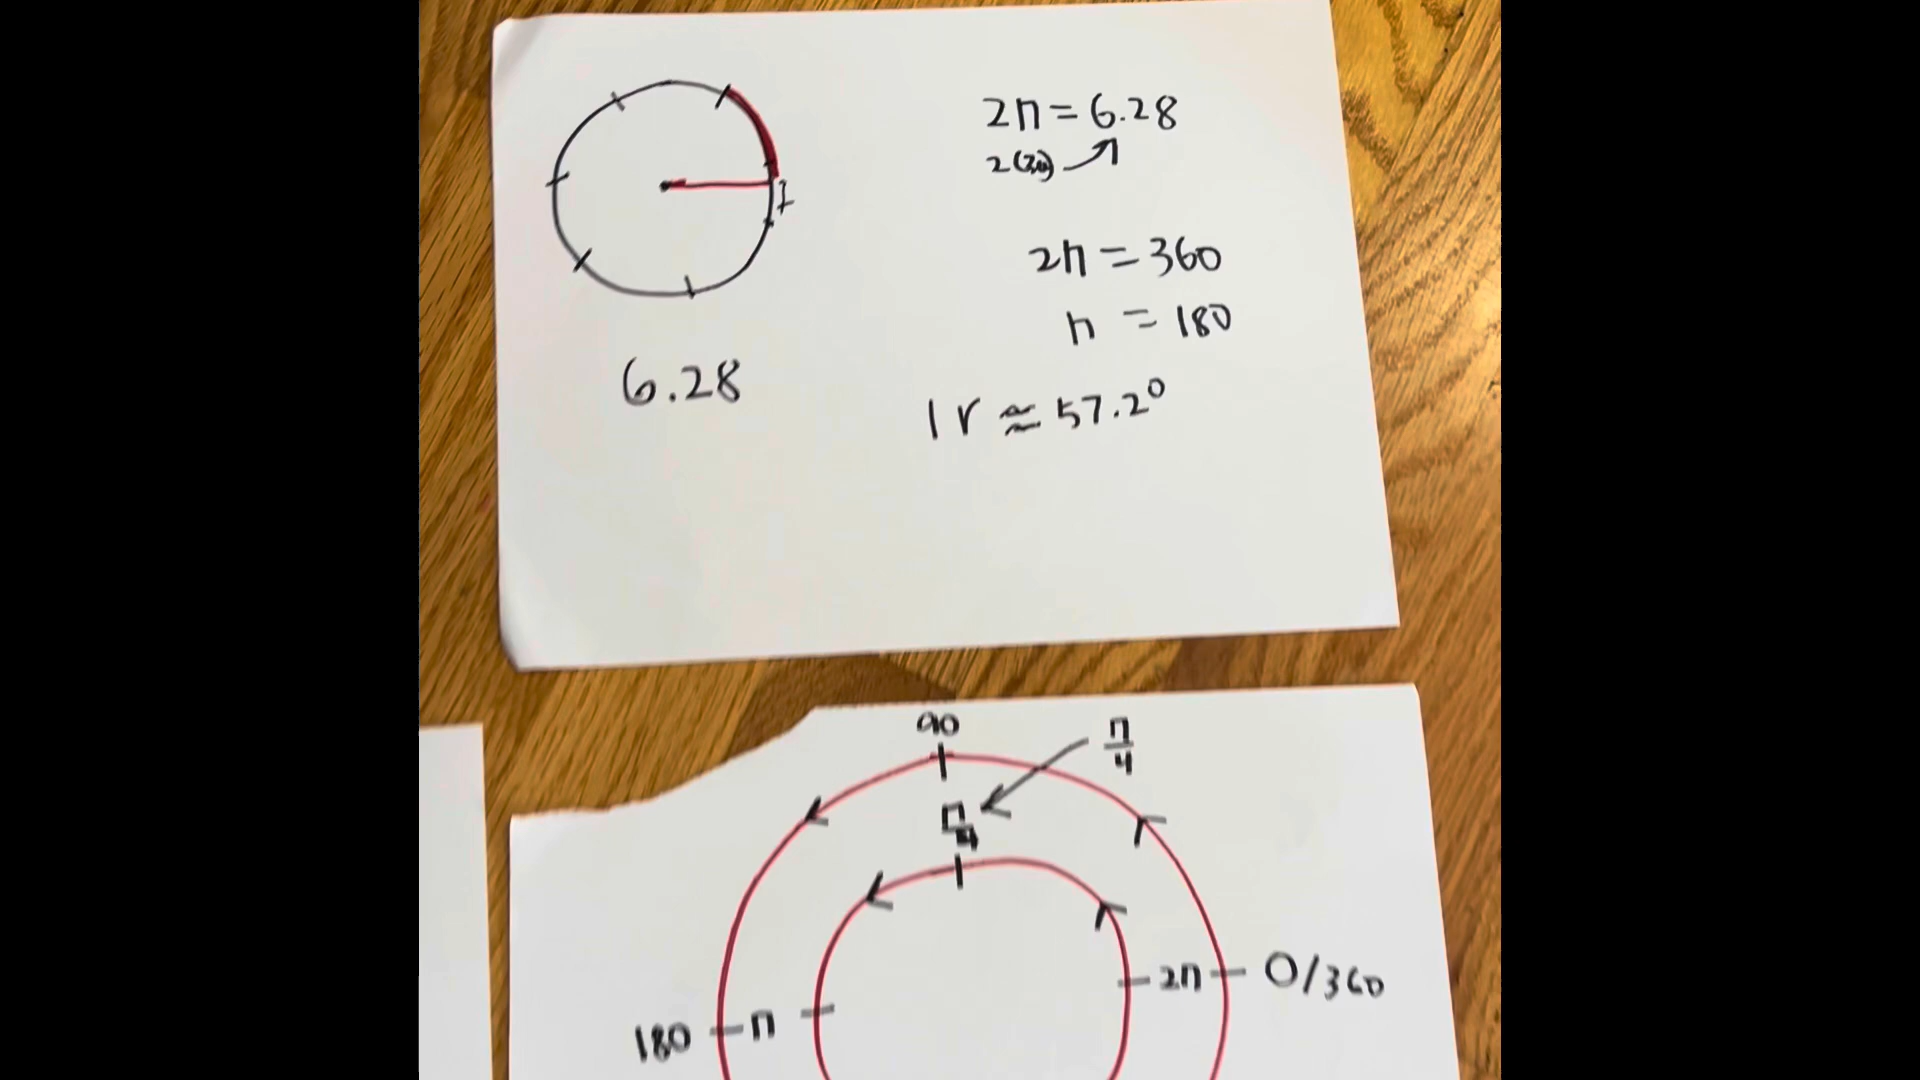 2π = 6.28
2(3.14)
2π = 360
π = 180
1r ≈ 57.2°
6.28
90
π/4
π/4
2π
0/360
180
π